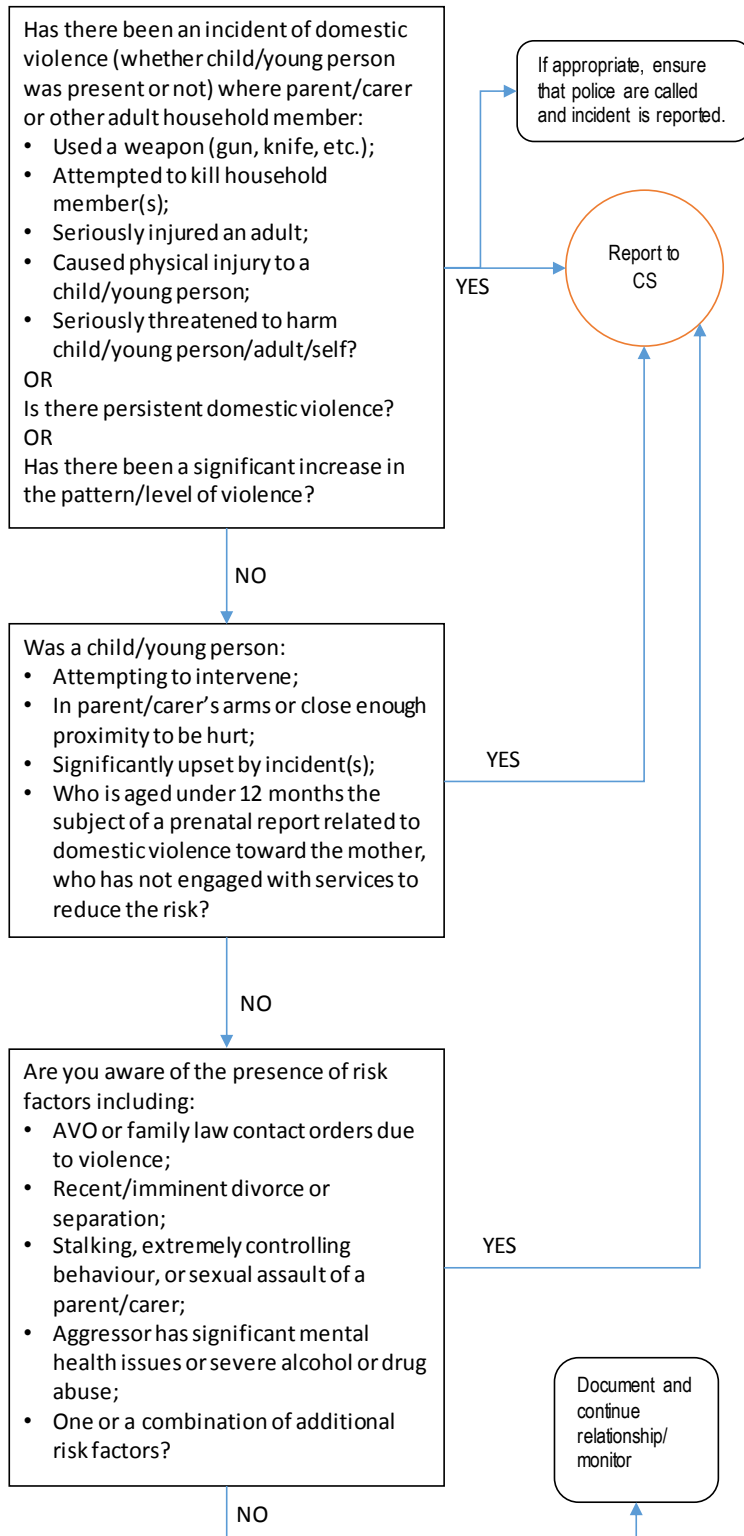 Has there been an incident of domestic
violence (whether child/young person
was present or not) where parent/carer
or other adult household member:
• Used a weapon (gun, knife, etc.);
• Attempted to kill household
member(s);
• Seriously injured an adult;
• Caused physical injury to a
child/young person;
• Seriously threatened to harm
child/young person/adult/self?
OR
Is there persistent domestic violence?
OR
Has there been a significant increase in
the pattern/level of violence?
If appropriate, ensure
that police are called
and incident is reported.
YES
Report to
CS
NO
Was a child/young person:
• Attempting to intervene;
• In parent/carer's arms or close enough
proximity to be hurt;
• Significantly upset by incident(s);
• Who is aged under 12 months the
subject of a prenatal report related to
domestic violence toward the mother,
who has not engaged with services to
reduce the risk?
YES
NO
Are you aware of the presence of risk
factors including:
• AVO or family law contact orders due
to violence;
• Recent/imminent divorce or
separation;
• Stalking, extremely controlling
behaviour, or sexual assault of a
parent/carer;
• Aggressor has significant mental
health issues or severe alcohol or drug
abuse;
• One or a combination of additional
risk factors?
YES
Document and
continue
relationship/
monitor
NO